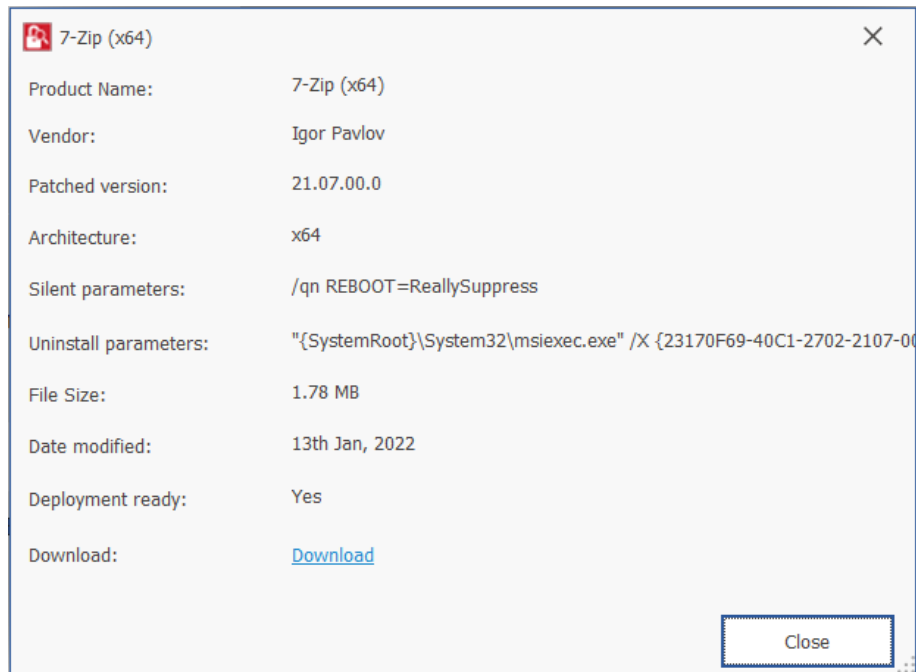 7-Zip (x64)
Product Name: 7-Zip (x64)
Vendor: Igor Pavlov
Patched version: 21.07.00.0
Architecture: x64
Silent parameters: /qn REBOOT=ReallySuppress
Uninstall parameters: "{SystemRoot}\System32\msiexec.exe" /X {23170F69-40C1-2702-2107-00
File Size: 1.78 MB
Date modified: 13th Jan, 2022
Deployment ready: Yes
Download: Download
Close